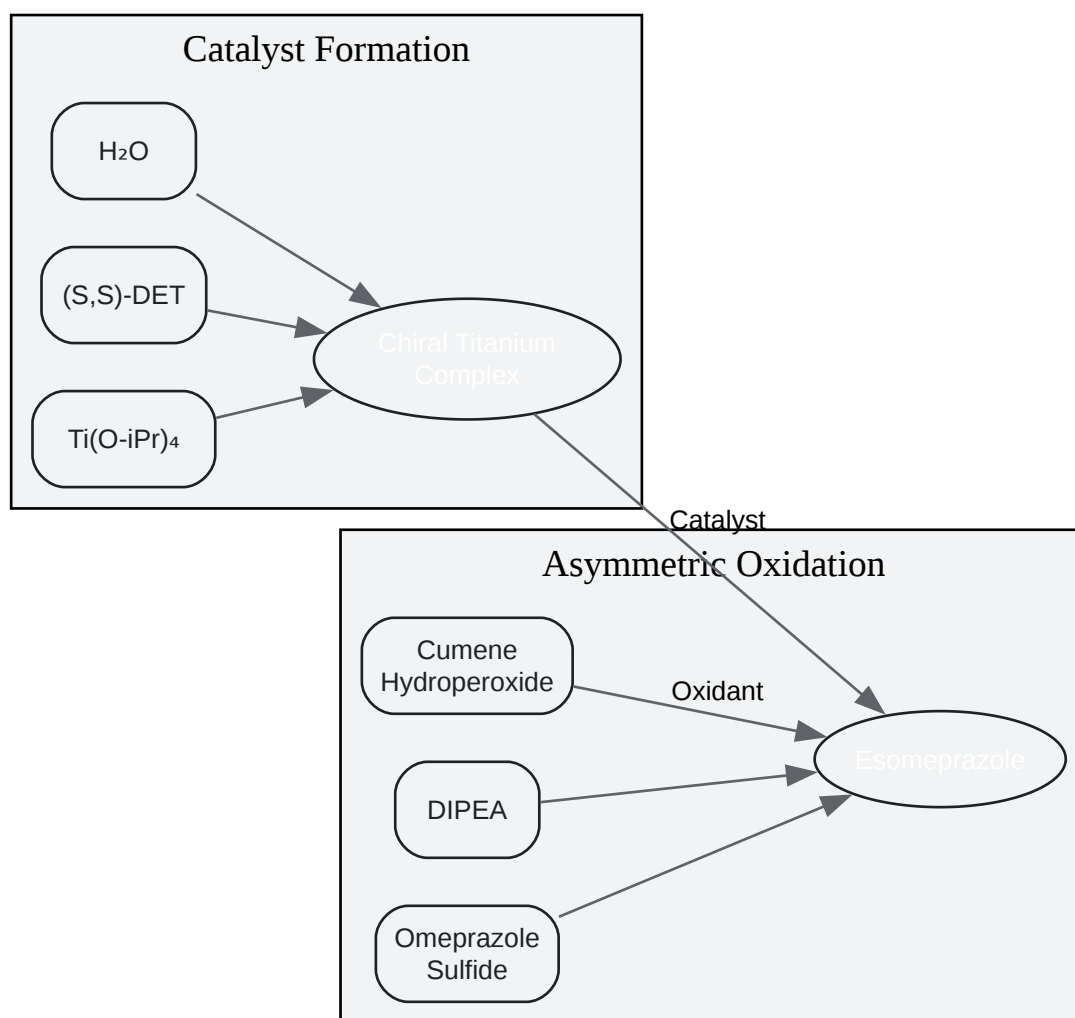 Catalyst Formation
H₂O
(S,S)-DET
Ti(O-iPr)₄
Chiral Titanium
Complex
Catalyst
Asymmetric Oxidation
Cumene
Hydroperoxide
Oxidant
DIPEA
Omeprazole
Sulfide
Esomeprazole